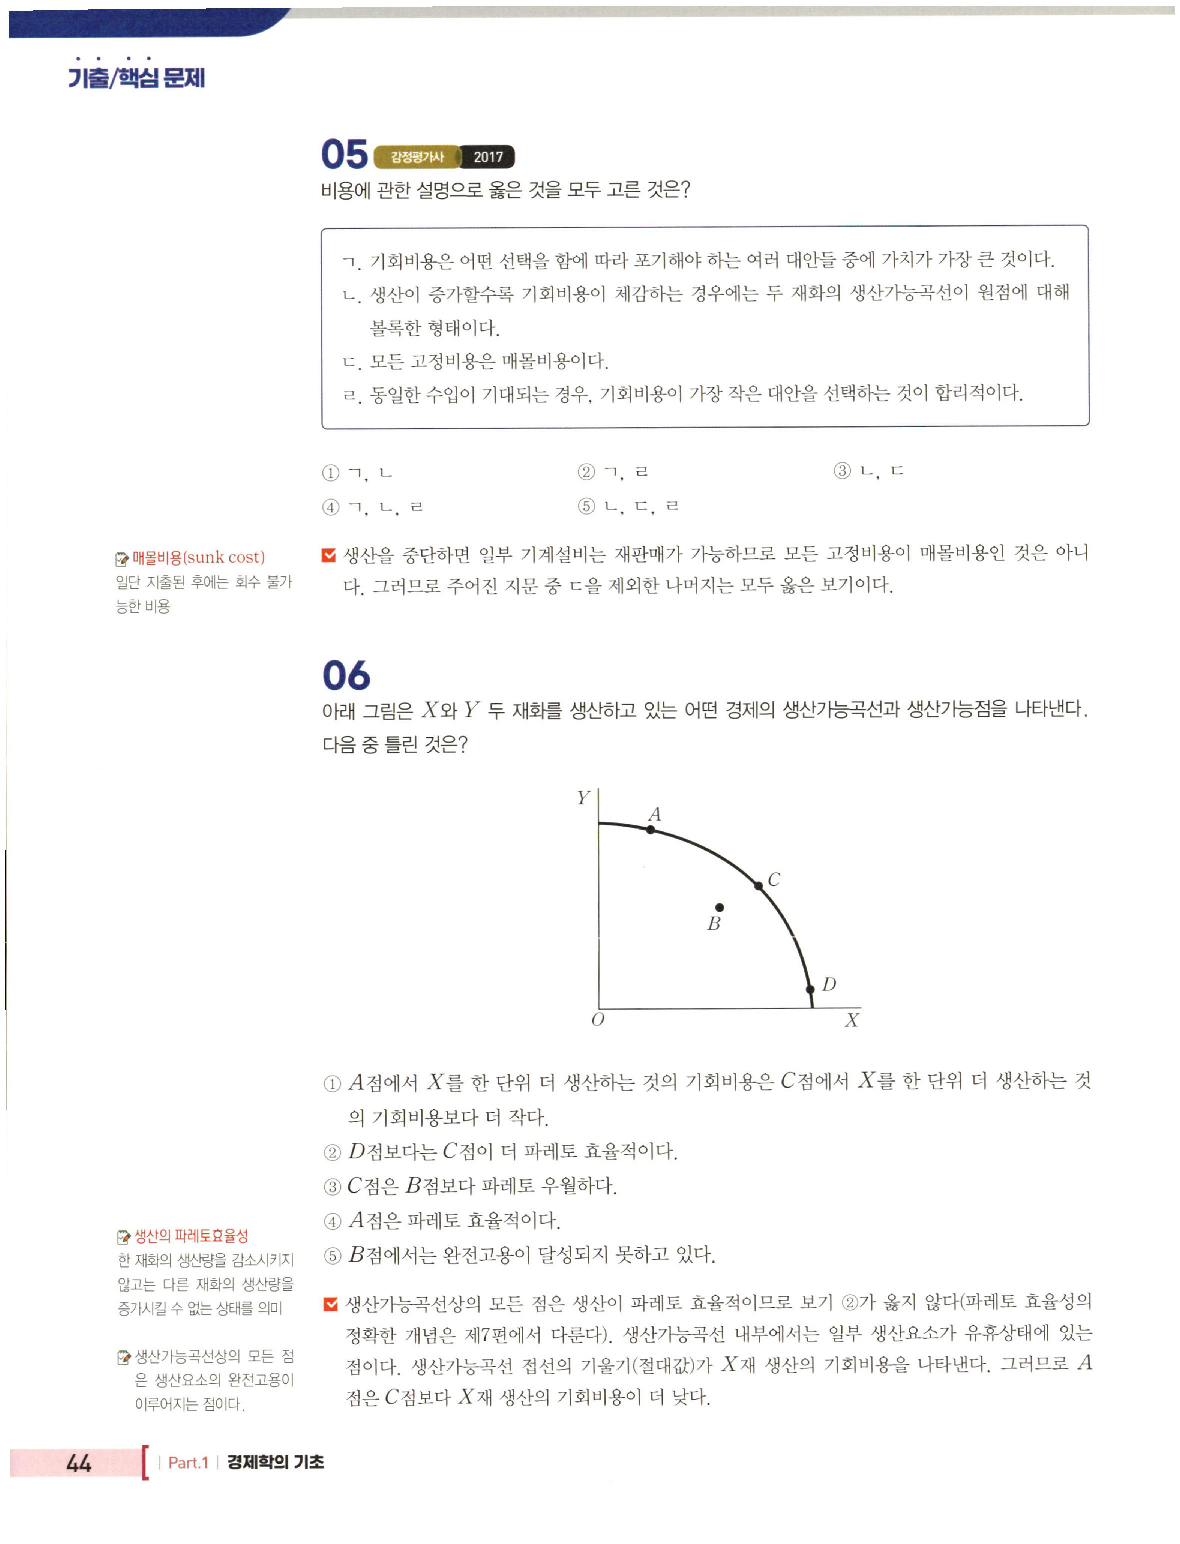 기출/핵심 문제
05 감정평가사 2017
비용에 관한 설명으로 옳은 것을 모두 고른 것은?
ㄱ. 기회비용은 어떤 선택을 함에 따라 포기해야 하는 여러 대안들 중에 가치가 가장 큰 것이다.
ㄴ. 생산이 증가할수록 기회비용이 체감하는 경우에는 두 재화의 생산가능곡선이 원점에 대해
볼록한 형태이다.
ㄷ. 모든 고정비용은 매몰비용이다.
ㄹ. 동일한 수입이 기대되는 경우, 기회비용이 가장 작은 대안을 선택하는 것이 합리적이다.
① ㄱ, ㄴ ② ㄱ, ㄹ ③ ㄴ, ㄷ
④ ㄱ, ㄴ, ㄹ ⑤ ㄴ, ㄷ, ㄹ
매몰비용(sunk cost)
일단 지출된 후에는 회수 불가
능한 비용
생산을 중단하면 일부 기계설비는 재판매가 가능하므로 모든 고정비용이 매몰비용인 것은 아니
다. 그러므로 주어진 지문 중 ㄷ을 제외한 나머지는 모두 옳은 보기이다.
06
아래 그림은 X와 Y 두 재화를 생산하고 있는 어떤 경제의 생산가능곡선과 생산가능점을 나타낸다.
다음 중 틀린 것은?
Y
A
C
B
D
O
X
① A점에서 X를 한 단위 더 생산하는 것의 기회비용은 C점에서 X를 한 단위 더 생산하는 것
의 기회비용보다 더 작다.
② D점보다는 C점이 더 파레토 효율적이다.
③ C점은 B점보다 파레토 우월하다.
④ A점은 파레토 효율적이다.
⑤ B점에서는 완전고용이 달성되지 못하고 있다.
생산의 파레토효율성
한 재화의 생산량을 감소시키지
않고는 다른 재화의 생산량을
증가시킬 수 없는 상태를 의미
생산가능곡선상의 모든 점
은 생산요소의 완전고용이
이루어지는 점이다.
생산가능곡선상의 모든 점은 생산이 파레토 효율적이므로 보기 ②가 옳지 않다(파레토 효율성의
정확한 개념은 제7편에서 다룬다). 생산가능곡선 내부에서는 일부 생산요소가 유휴상태에 있는
점이다. 생산가능곡선 접선의 기울기(절대값)가 X재 생산의 기회비용을 나타낸다. 그러므로 A
점은 C점보다 X재 생산의 기회비용이 더 낮다.
44 | Part.1 | 경제학의 기초